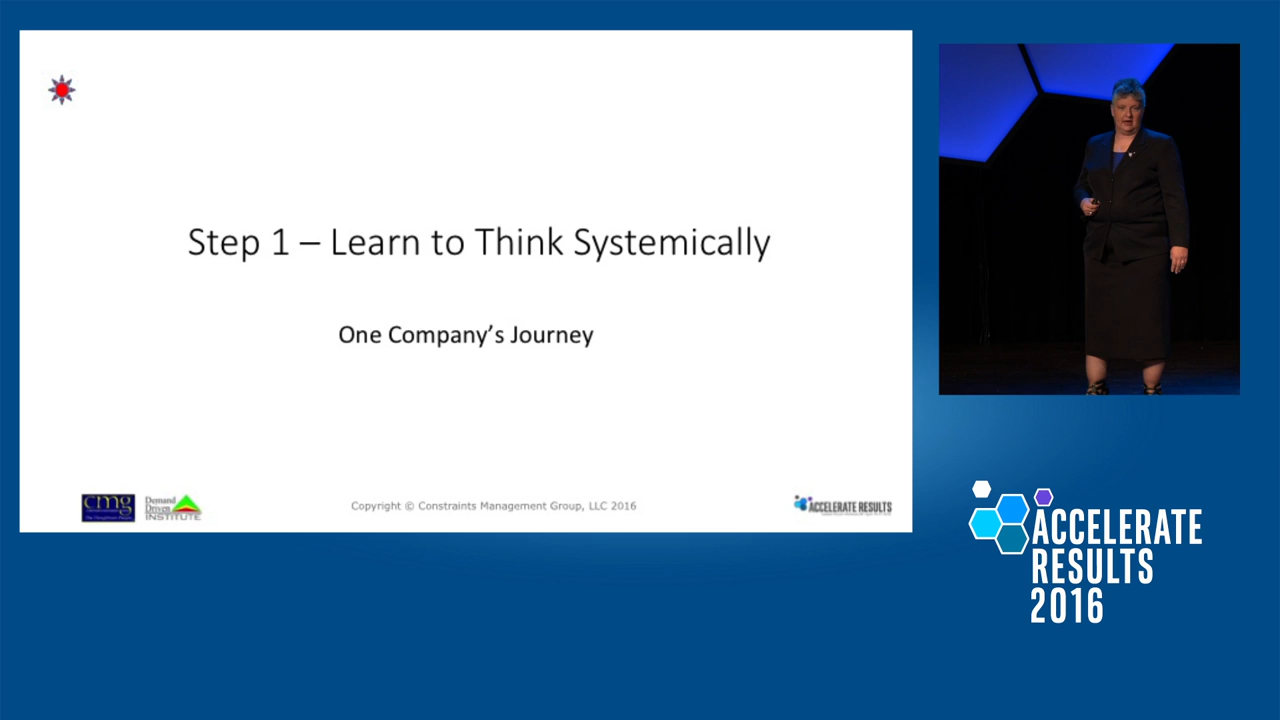 Step 1 – Learn to Think Systemically
One Company’s Journey
cmg
Demand
Driven
INSTITUTE
Copyright © Constraints Management Group, LLC 2016
ACCELERATE RESULTS
ACCELERATE
RESULTS
2016